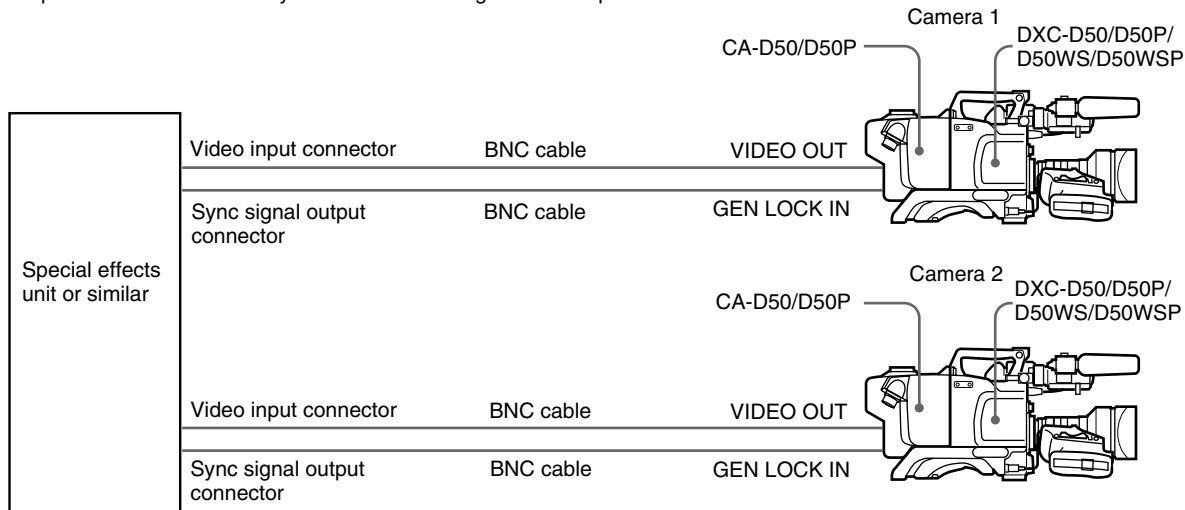 Camera 1
CA-D50/D50P
DXC-D50/D50P/
D50WS/D50WSP
Video input connector
BNC cable
VIDEO OUT
Sync signal output
connector
BNC cable
GEN LOCK IN
Special effects
unit or similar
Camera 2
CA-D50/D50P
DXC-D50/D50P/
D50WS/D50WSP
Video input connector
BNC cable
VIDEO OUT
Sync signal output
connector
BNC cable
GEN LOCK IN